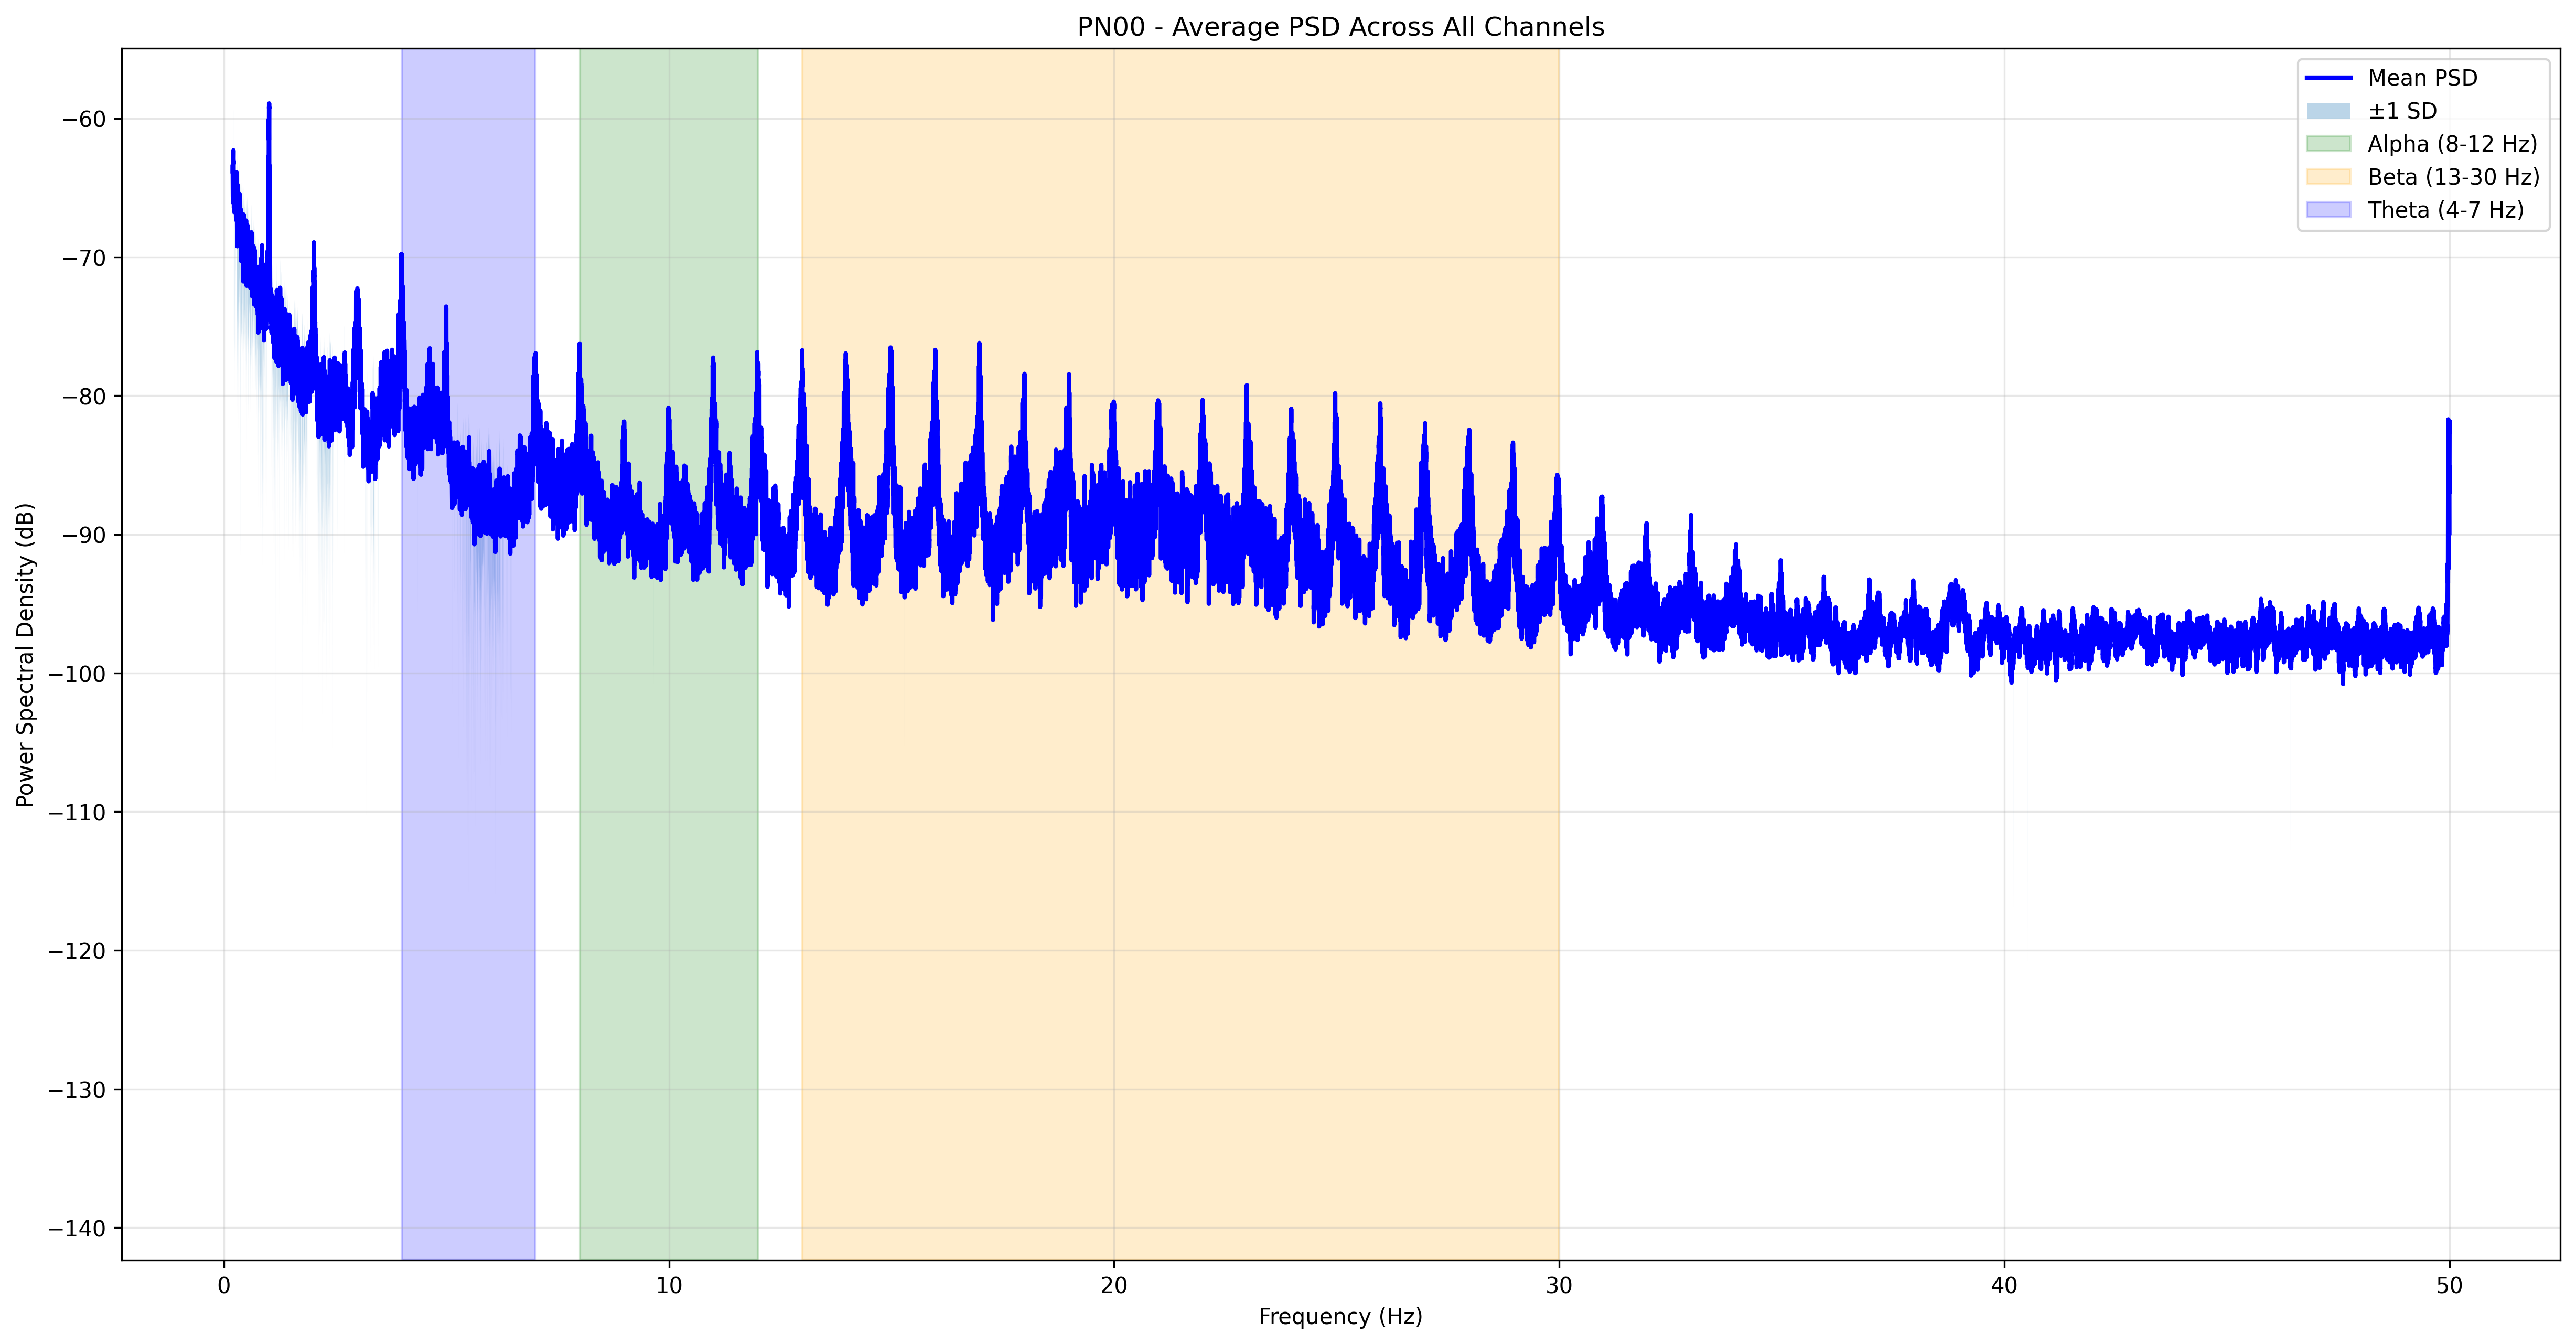 PN00 - Average PSD Across All Channels
Mean PSD
±1 SD
Alpha (8-12 Hz)
Beta (13-30 Hz)
Theta (4-7 Hz)
Power Spectral Density (dB)
−60
−70
−80
−90
−100
−110
−120
−130
−140
0 10 20 30 40 50
Frequency (Hz)